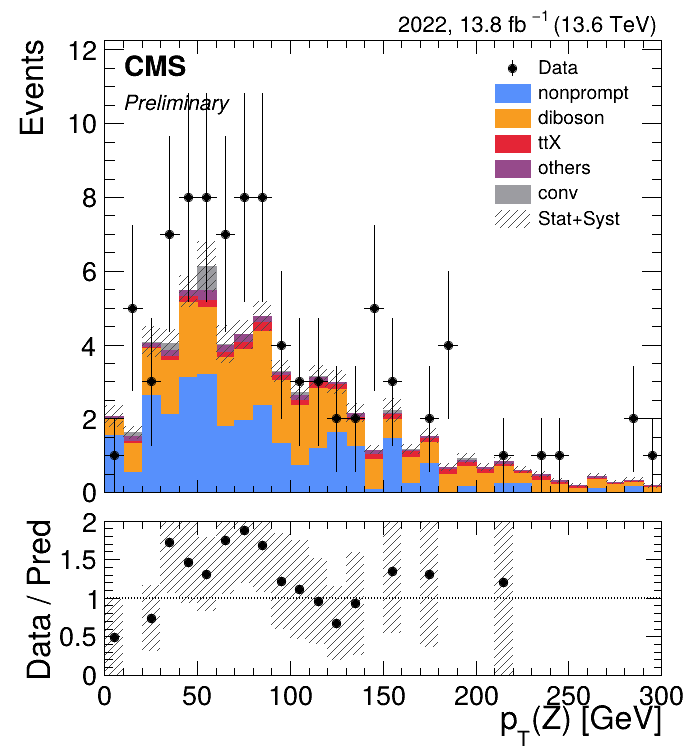 2022, 13.8 fb⁻¹ (13.6 TeV)
Events
12
10
8
6
4
2
0
CMS
Preliminary
Data
nonprompt
diboson
ttX
others
conv
Stat+Syst
Data / Pred
2
1.5
1
0.5
0
0 50 100 150 200 250 300
p_T(Z) [GeV]